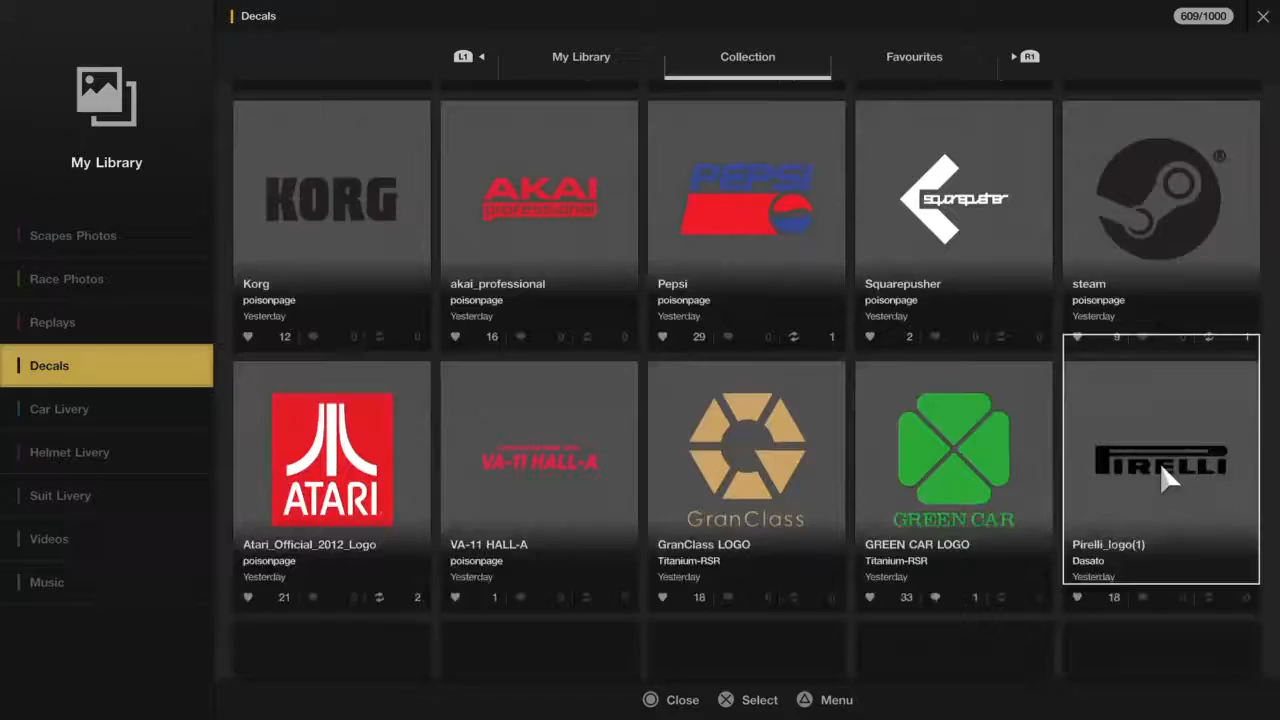 Decals
609/1000
L1
My Library
Collection
Favourites
R1
My Library
Scapes Photos
Race Photos
Replays
Decals
Car Livery
Helmet Livery
Suit Livery
Videos
Music
KORG
Korg
poisonpage
Yesterday
12 0 0
AKAI
professional
akai_professional
poisonpage
Yesterday
16 0 0
PEPSI
Pepsi
poisonpage
Yesterday
29 0 1
squarepusher
Squarepusher
poisonpage
Yesterday
2 0 0
®
steam
poisonpage
Yesterday
9 0 1
ATARI
Atari_Official_2012_Logo
poisonpage
Yesterday
21 2
VA-11 HALL-A
VA-11 HALL-A
poisonpage
Yesterday
1 0 0
GranClass
GranClass LOGO
Titanium-RSR
Yesterday
18 0 0
GREEN CAR
GREEN CAR LOGO
Titanium-RSR
Yesterday
33 1
PIRELLI
Pirelli_logo(1)
Dasato
Yesterday
18 0 0
Close
Select
Menu